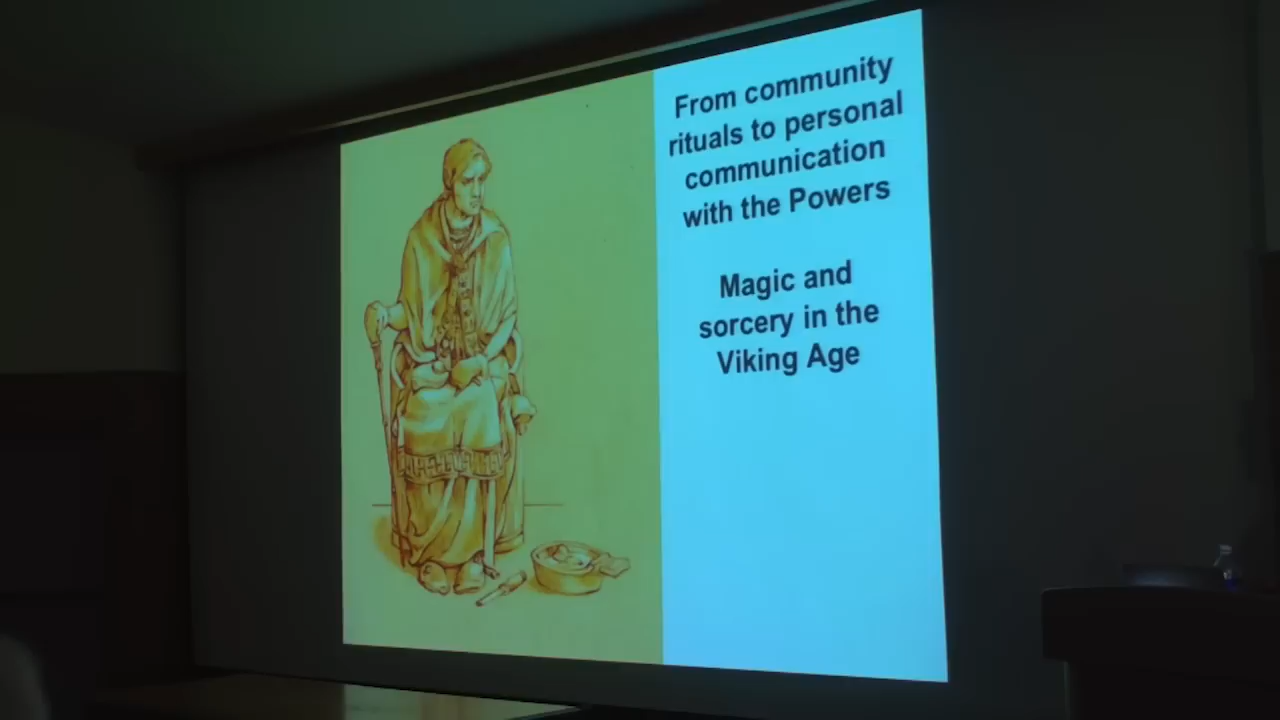 From community
rituals to personal
communication
with the Powers
Magic and
sorcery in the
Viking Age